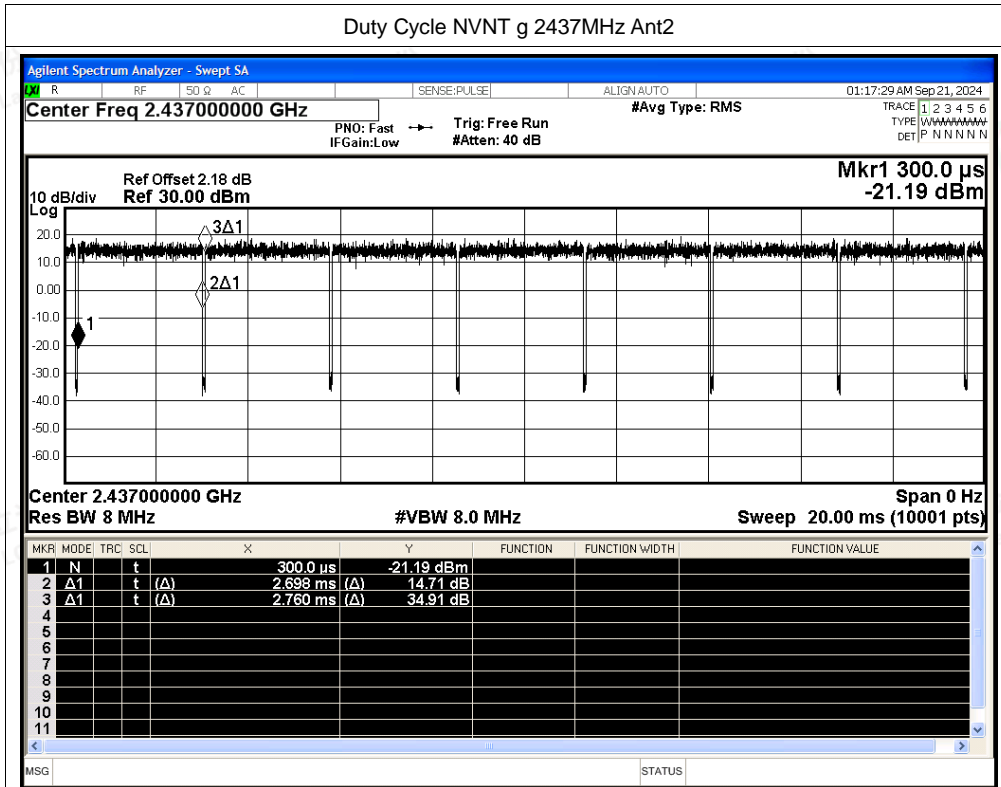 Duty Cycle NVNT g 2437MHz Ant2
Agilent Spectrum Analyzer - Swept SA
LXI R RF 50 Ω AC SENSE:PULSE ALIGN AUTO 01:17:29 AM Sep 21, 2024
Center Freq 2.437000000 GHz #Avg Type: RMS TRACE 1 2 3 4 5 6
PNO: Fast Trig: Free Run TYPE WWWWWW
IFGain:Low #Atten: 40 dB DET P N N N N N
Mkr1 300.0 µs
Ref Offset 2.18 dB
10 dB/div Ref 30.00 dBm -21.19 dBm
Log
20.0
10.0
0.00
-10.0
-20.0
-30.0
-40.0
-50.0
-60.0
3Δ1
2Δ1
1
Center 2.437000000 GHz Span 0 Hz
Res BW 8 MHz #VBW 8.0 MHz Sweep 20.00 ms (10001 pts)
MKR MODE TRC SCL X Y FUNCTION FUNCTION WIDTH FUNCTION VALUE
1 N t 300.0 µs -21.19 dBm
2 Δ1 t (Δ) 2.698 ms (Δ) 14.71 dB
3 Δ1 t (Δ) 2.760 ms (Δ) 34.91 dB
4
5
6
7
8
9
10
11
MSG STATUS